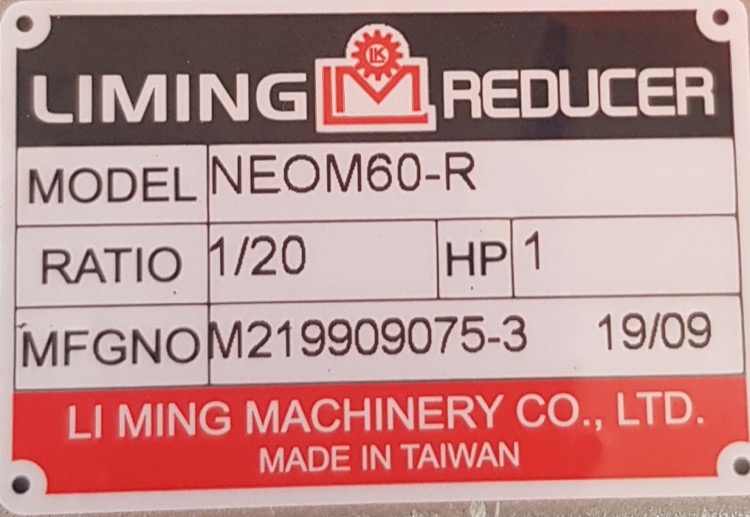 LIMING LK LM REDUCER
MODEL NEOM60-R
RATIO 1/20 HP 1
MFGNO M219909075-3 19/09
LI MING MACHINERY CO., LTD.
MADE IN TAIWAN